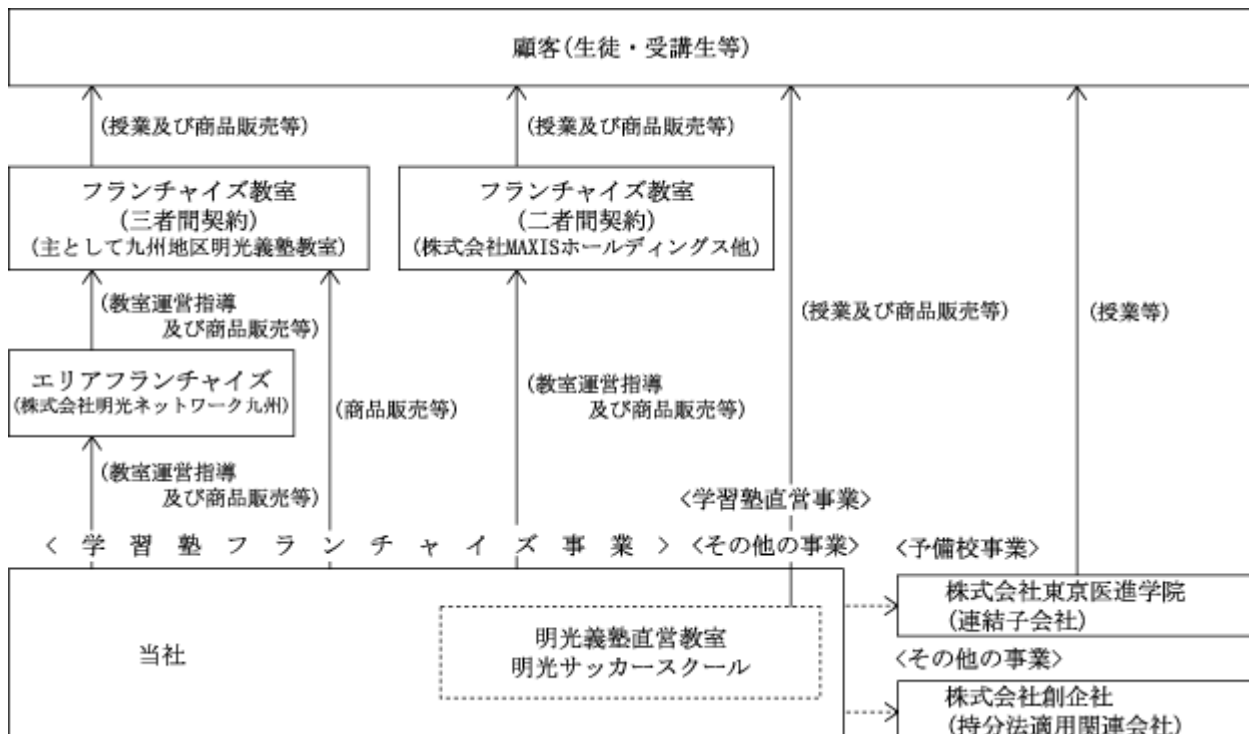 顧客(生徒・受講生等)
(授業及び商品販売等)
(授業及び商品販売等)
フランチャイズ教室
(三者間契約)
(主として九州地区明光義塾教室)
フランチャイズ教室
(二者間契約)
(株式会社MAXISホールディングス他)
(教室運営指導
及び商品販売等)
(授業及び商品販売等)
(授業等)
エリアフランチャイズ
(株式会社明光ネットワーク九州)
(商品販売等)
(教室運営指導
及び商品販売等)
(教室運営指導
及び商品販売等)
<学習塾直営事業>
<学習塾フランチャイズ事業>
<その他の事業>
<予備校事業>
株式会社東京医進学院
(連結子会社)
当社
明光義塾直営教室
明光サッカースクール
<その他の事業>
株式会社創企社
(持分法適用関連会社)